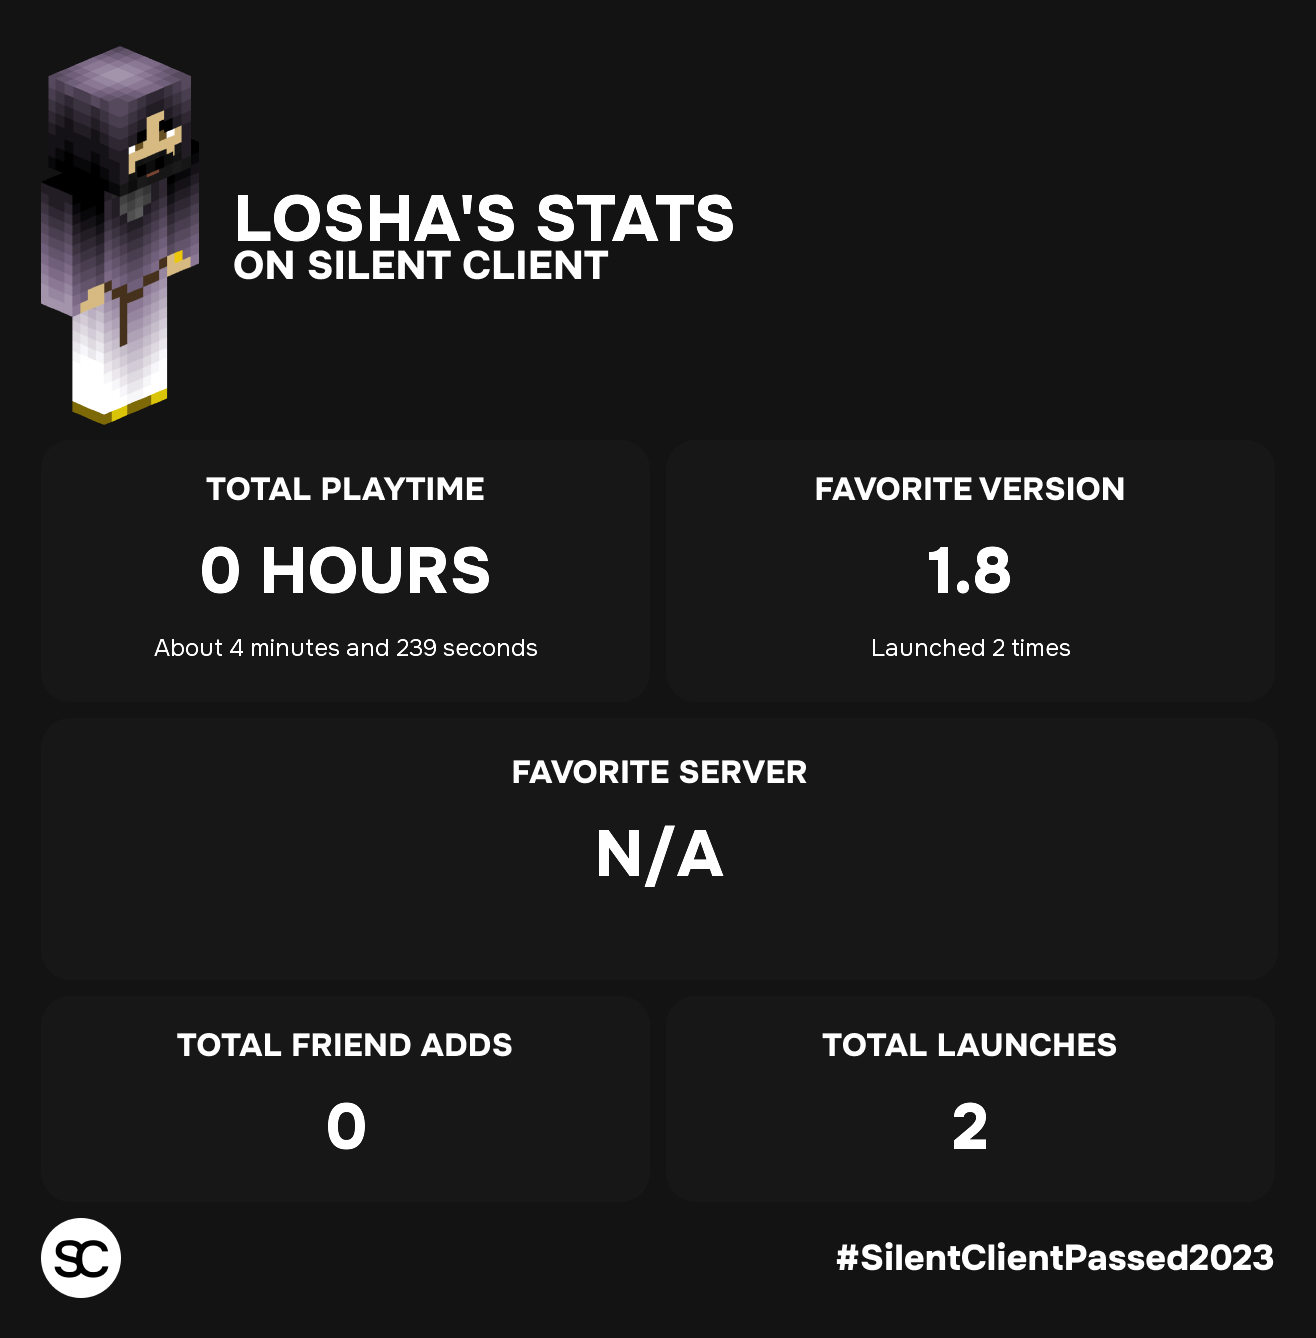 LOSHA'S STATS
ON SILENT CLIENT
TOTAL PLAYTIME
0 HOURS
About 4 minutes and 239 seconds
FAVORITE VERSION
1.8
Launched 2 times
FAVORITE SERVER
N/A
TOTAL FRIEND ADDS
0
TOTAL LAUNCHES
2
SC
#SilentClientPassed2023